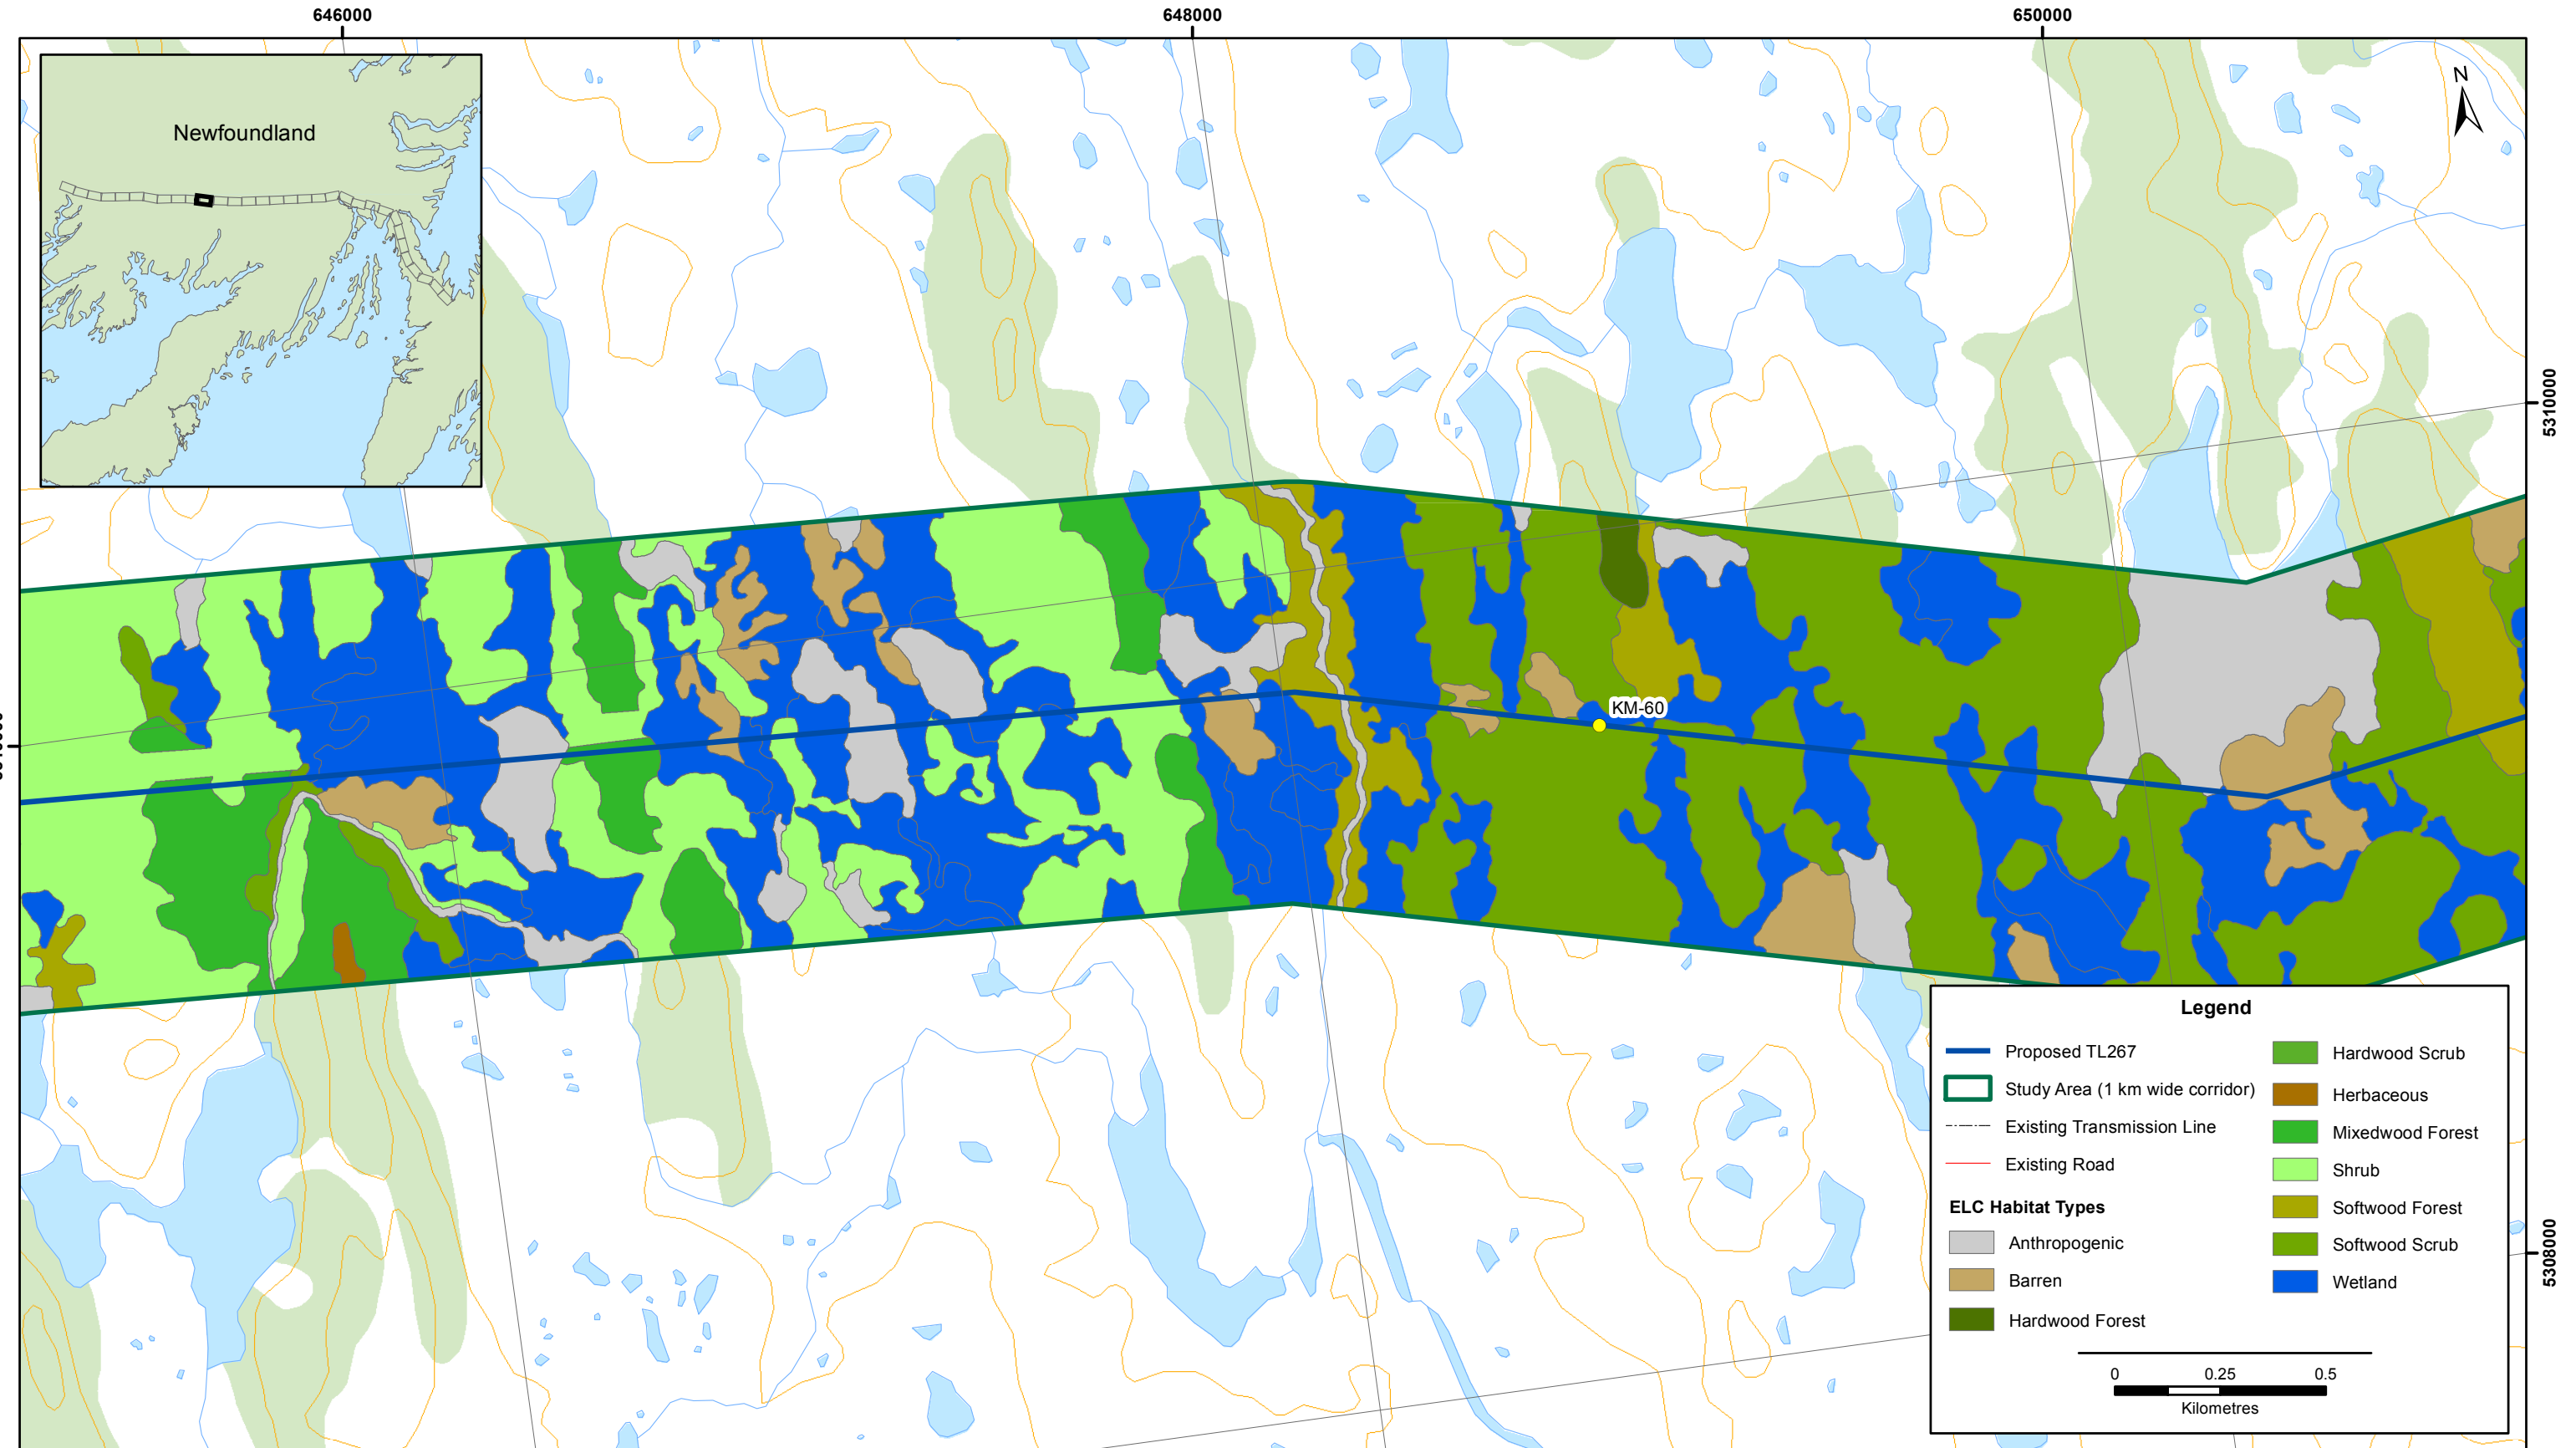 646000
648000
650000
N
Newfoundland
5310000
KM-60
5308000
Legend
Proposed TL267
Study Area (1 km wide corridor)
Existing Transmission Line
Existing Road
ELC Habitat Types
Anthropogenic
Barren
Hardwood Forest
Hardwood Scrub
Herbaceous
Mixedwood Forest
Shrub
Softwood Forest
Softwood Scrub
Wetland
0 0.25 0.5
Kilometres